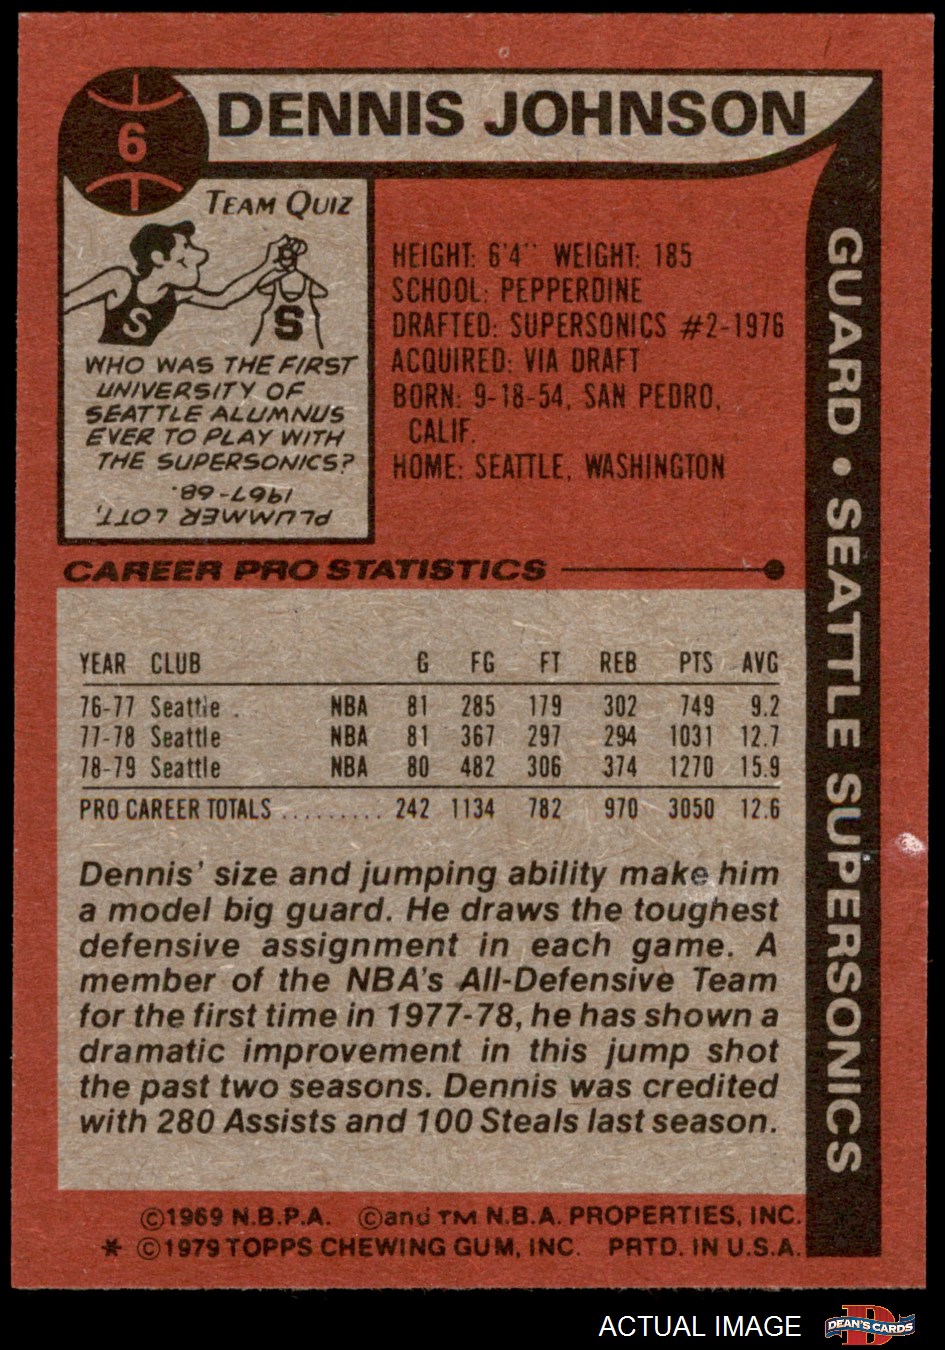 6
DENNIS JOHNSON
TEAM QUIZ
S
S
WHO WAS THE FIRST
UNIVERSITY OF
SEATTLE ALUMNUS
EVER TO PLAY WITH
THE SUPERSONICS?
PLUMMER LOTT,
1967-68.
HEIGHT: 6'4" WEIGHT: 185
SCHOOL: PEPPERDINE
DRAFTED: SUPERSONICS #2-1976
ACQUIRED: VIA DRAFT
BORN: 9-18-54, SAN PEDRO,
CALIF.
HOME: SEATTLE, WASHINGTON
GUARD • SEATTLE SUPERSONICS
CAREER PRO STATISTICS
YEAR CLUB G FG FT REB PTS AVG
76-77 Seattle . NBA 81 285 179 302 749 9.2
77-78 Seattle NBA 81 367 297 294 1031 12.7
78-79 Seattle NBA 80 482 306 374 1270 15.9
PRO CAREER TOTALS ......... 242 1134 782 970 3050 12.6
Dennis' size and jumping ability make him
a model big guard. He draws the toughest
defensive assignment in each game. A
member of the NBA's All-Defensive Team
for the first time in 1977-78, he has shown a
dramatic improvement in this jump shot
the past two seasons. Dennis was credited
with 280 Assists and 100 Steals last season.
©1969 N.B.P.A. ©and TM N.B.A. PROPERTIES, INC.
* ©1979 TOPPS CHEWING GUM, INC. PRTD. IN U.S.A.
ACTUAL IMAGE
D
DEAN'S CARDS